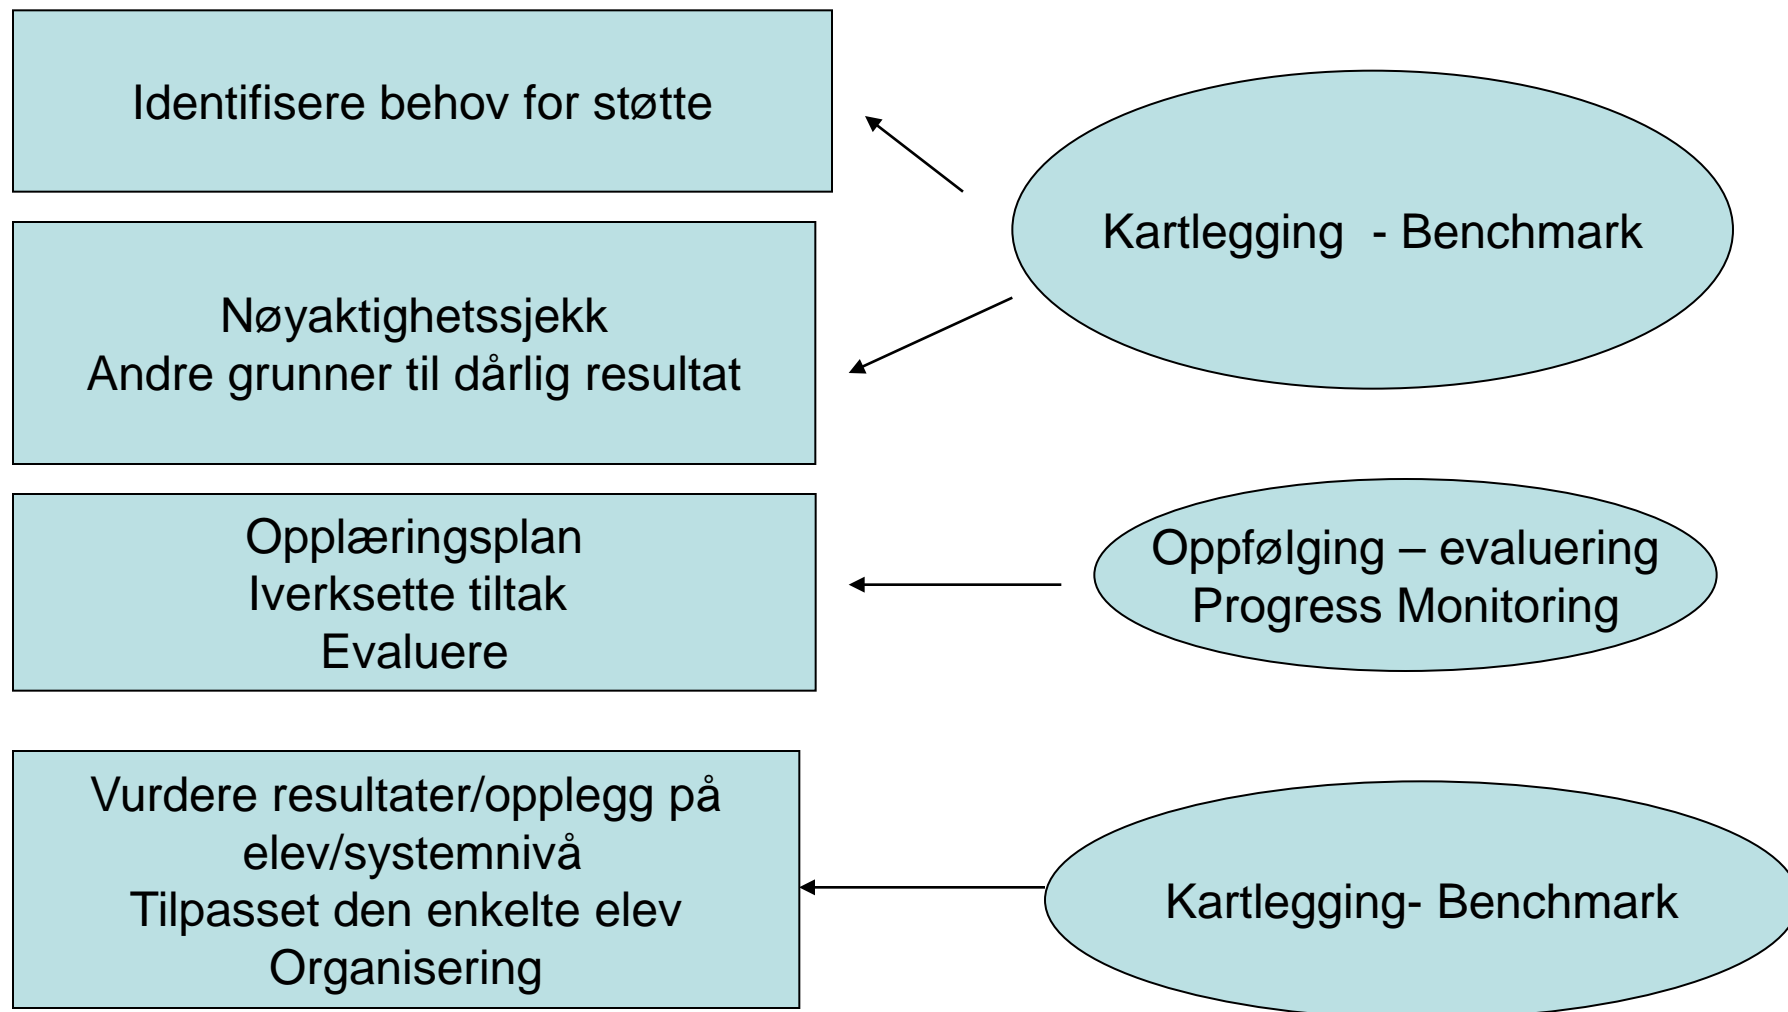 Identifisere behov for støtte
Kartlegging - Benchmark
Nøyaktighetssjekk
Andre grunner til dårlig resultat
Opplæringsplan
Iverksette tiltak
Evaluere
Oppfølging – evaluering
Progress Monitoring
Vurdere resultater/opplegg på
elev/systemnivå
Tilpasset den enkelte elev
Organisering
Kartlegging- Benchmark